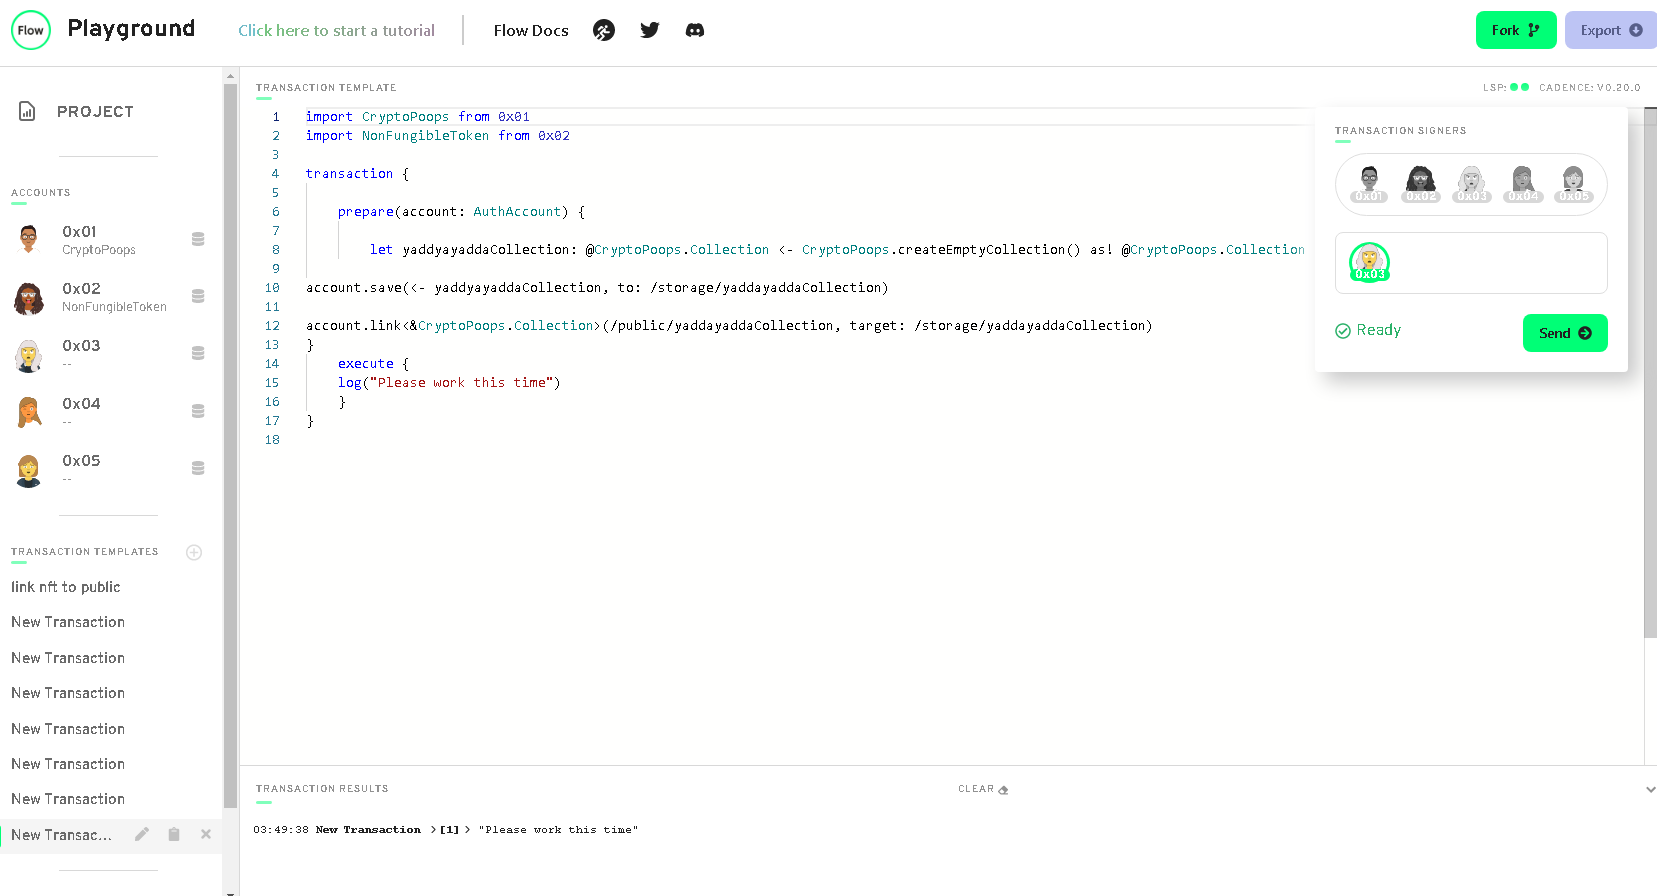 Flow Playground Click here to start a tutorial Flow Docs Fork Export
PROJECT
ACCOUNTS
0x01
CryptoPoops
0x02
NonFungibleToken
0x03
--
0x04
--
0x05
--
TRANSACTION TEMPLATES
link nft to public
New Transaction
New Transaction
New Transaction
New Transaction
New Transaction
New Transaction
New Transac...
TRANSACTION TEMPLATE
LSP: CADENCE: V0.20.0
1 import CryptoPoops from 0x01
2 import NonFungibleToken from 0x02
3
4 transaction {
5
6 prepare(account: AuthAccount) {
7
8 let yaddyayaddaCollection: @CryptoPoops.Collection <- CryptoPoops.createEmptyCollection() as! @CryptoPoops.Collection
9
10 account.save(<- yaddyayaddaCollection, to: /storage/yaddayaddaCollection)
11
12 account.link<&CryptoPoops.Collection>(/public/yaddayaddaCollection, target: /storage/yaddayaddaCollection)
13 }
14 execute {
15 log("Please work this time")
16 }
17 }
18
TRANSACTION SIGNERS
0x01 0x02 0x03 0x04 0x05
0x03
Ready Send
TRANSACTION RESULTS CLEAR
03:49:38 New Transaction >[1] > "Please work this time"